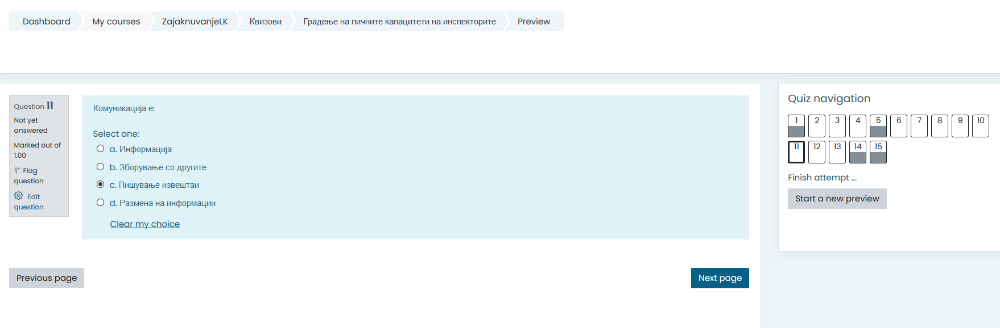 Dashboard My courses ZajaknuvanjeLK Квизови Градење на личните капацитети на инспекторите Preview
Question 11
Not yet
answered
Marked out of
1.00
Flag
question
Edit
question
Комуникација е:
Select one:
a. Информација
b. Зборување со другите
c. Пишување извештаи
d. Размена на информации
Clear my choice
Previous page
Next page
Quiz navigation
1 2 3 4 5 6 7 8 9 10
11 12 13 14 15
Finish attempt ...
Start a new preview